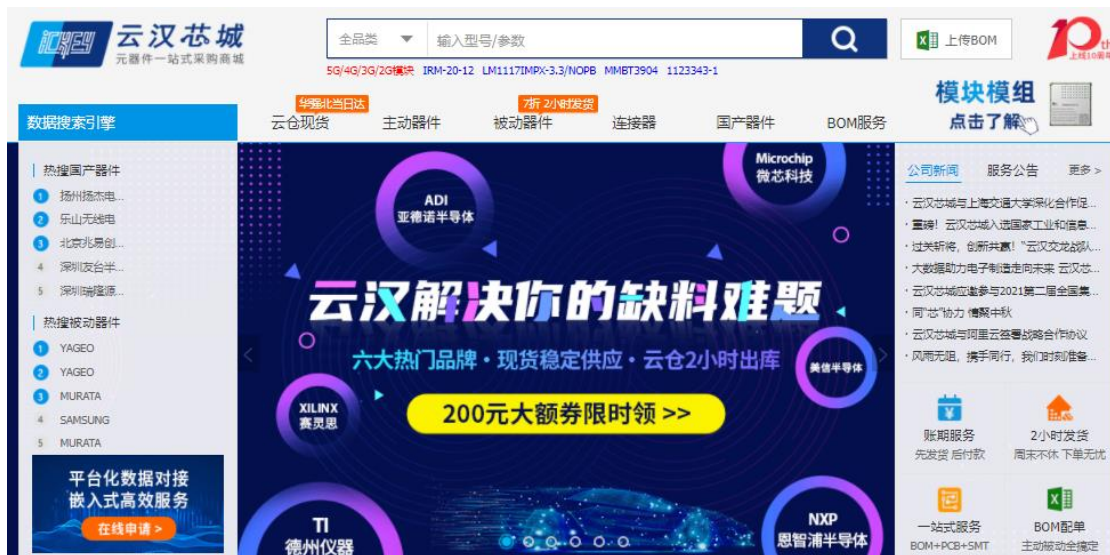 ICKEY 云汉芯城
元器件一站式采购商城
全品类 输入型号/参数
上传BOM
10th
上线10周年
5G/4G/3G/2G模块 IRM-20-12 LM1117IMPX-3.3/NOPB MMBT3904 1123343-1
模块模组
点击了解
华强北当日达 7折 2小时发货
数据搜索引擎 云仓现货 主动器件 被动器件 连接器 国产器件 BOM服务
热搜国产器件
1 扬州扬杰电...
2 乐山无线电
3 北京兆易创...
4 深圳友台半...
5 深圳瑞隆源...
热搜被动器件
1 YAGEO
2 YAGEO
3 MURATA
4 SAMSUNG
5 MURATA
平台化数据对接
嵌入式高效服务
在线申请 >
ADI
亚德诺半导体
Microchip
微芯科技
云汉解决你的缺料难题
六大热门品牌·现货稳定供应·云仓2小时出库
美信半导体
XILINX
赛灵思
200元大额券限时领 >>
TI
德州仪器
NXP
恩智浦半导体
公司新闻 服务公告 更多 >
·云汉芯城与上海交通大学深化合作促...
·重磅！云汉芯城入选国家工业和信息...
·过关斩将，创新共赢！“云汉交龙战队...
·大数据助力电子制造走向未来 云汉芯...
·云汉芯城应邀参与2021第二届全国集...
·同“芯”协力 情聚中秋
·云汉芯城与阿里云签署战略合作协议
·风雨无阻，携手同行，我们时刻准备...
账期服务
先发货 后付款
2小时发货
周末不休 下单无忧
一站式服务
BOM+PCB+SMT
BOM配单
主动被动全搞定